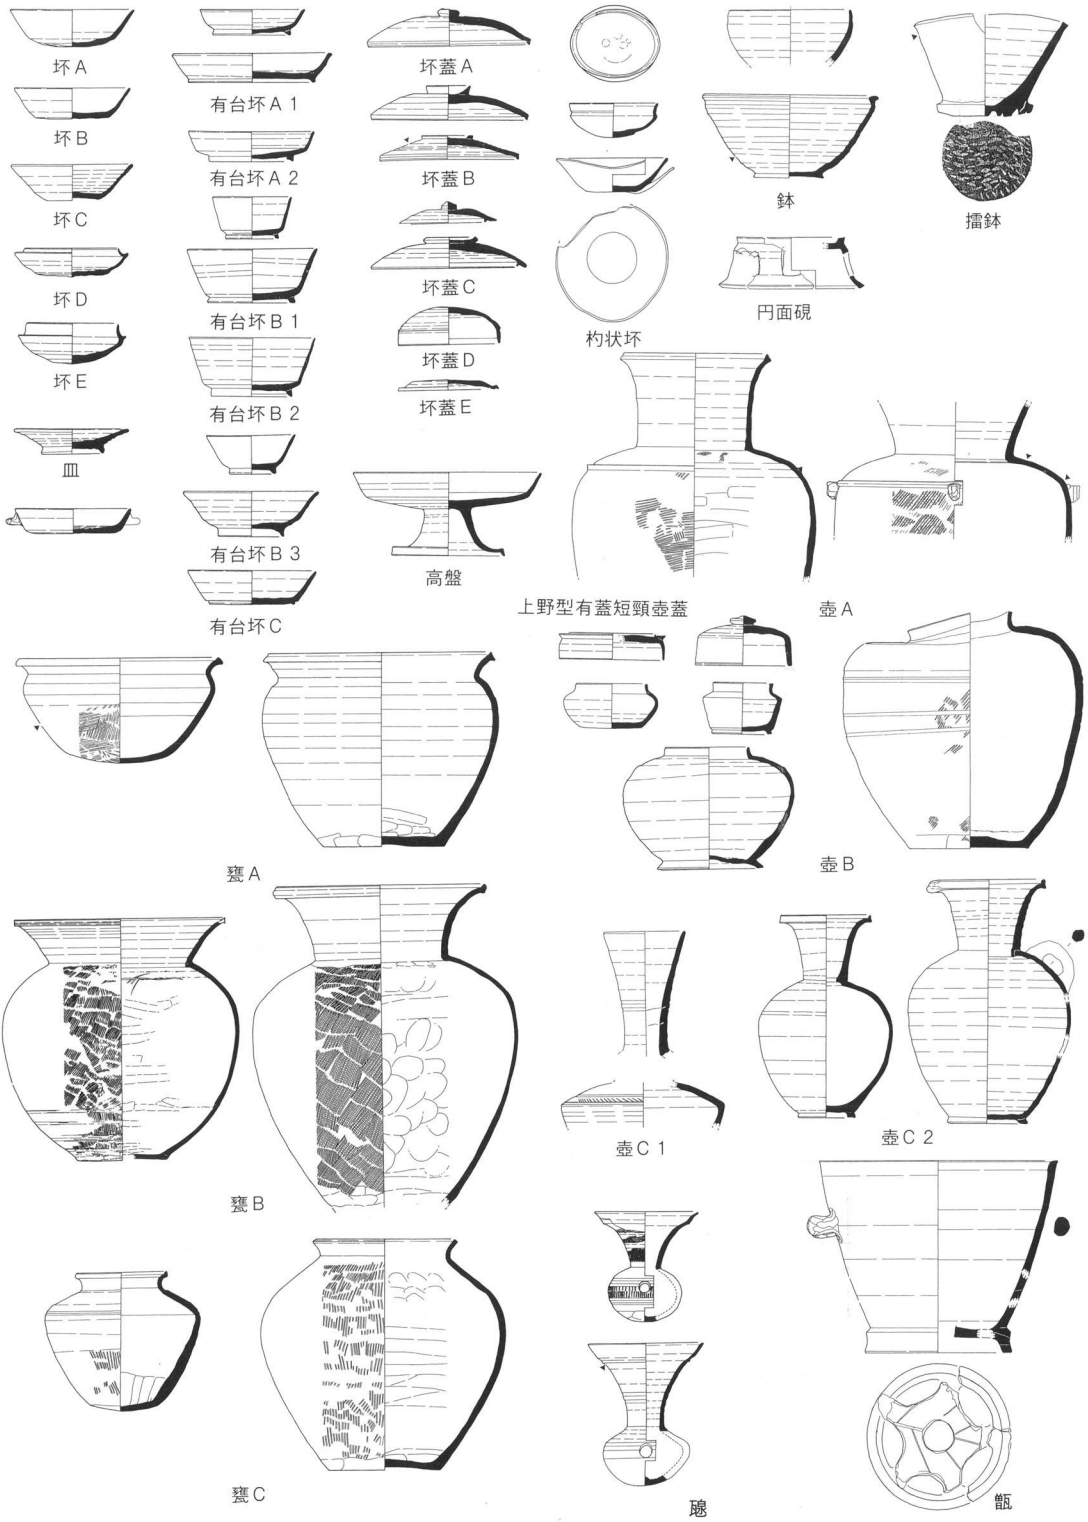 坏A
坏B
坏C
坏D
坏E
皿
有台坏A1
有台坏A2
有台坏B1
有台坏B2
有台坏B3
有台坏C
坏蓋A
坏蓋B
坏蓋C
坏蓋D
坏蓋E
高盤
杓状坏
鉢
擂鉢
円面硯
上野型有蓋短頸壺蓋
壺A
壺B
甕A
甕B
甕C
壺C1
壺C2
𤭯
甑